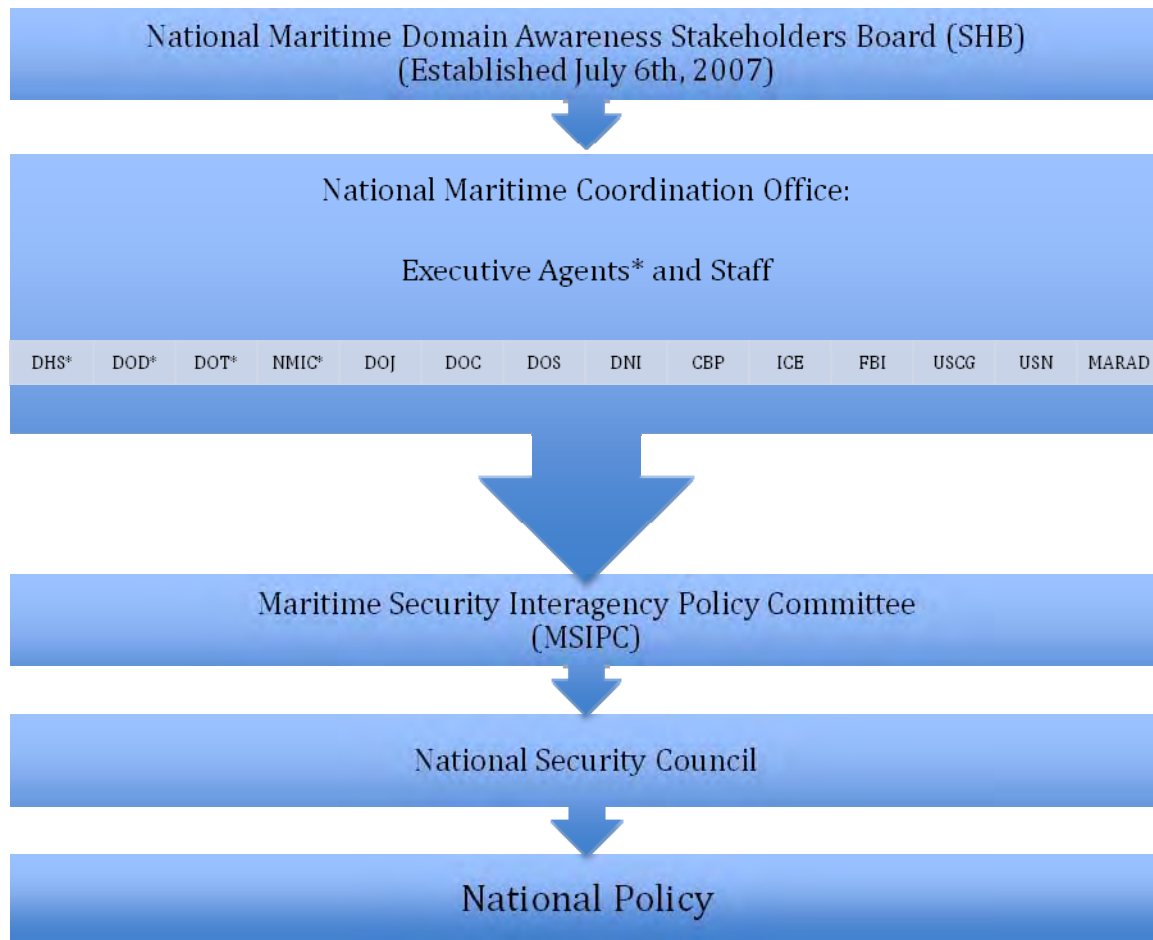 National Maritime Domain Awareness Stakeholders Board (SHB)
(Established July 6th, 2007)
National Maritime Coordination Office:
Executive Agents* and Staff
DHS* DOD* DOT* NMIC* DOJ DOC DOS DNI CBP ICE FBI USCG USN MARAD
Maritime Security Interagency Policy Committee
(MSIPC)
National Security Council
National Policy